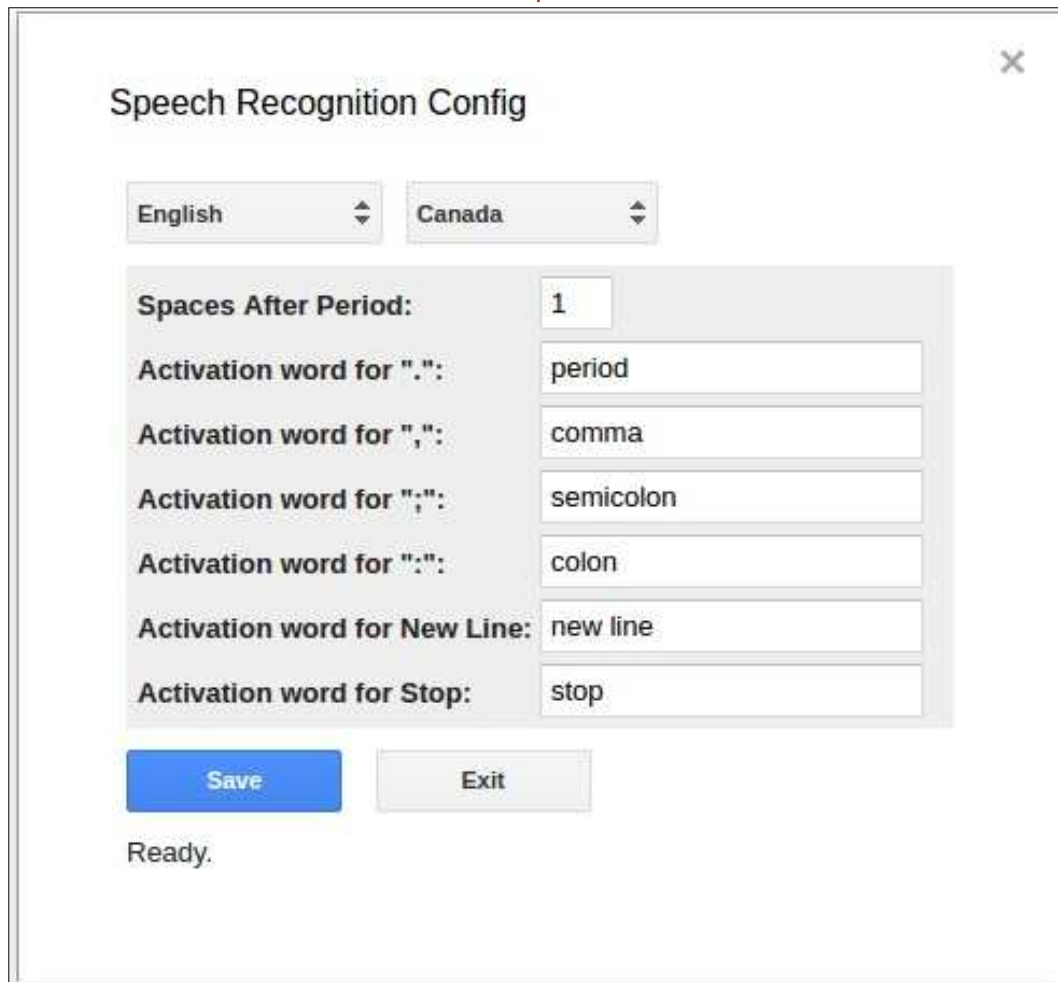 Speech Recognition Config
English Canada
Spaces After Period: 1
Activation word for ".": period
Activation word for ",": comma
Activation word for ";": semicolon
Activation word for ":": colon
Activation word for New Line: new line
Activation word for Stop: stop
Save Exit
Ready.